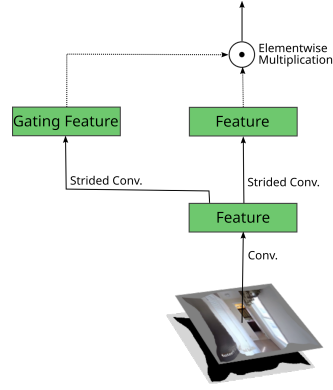 Elementwise
Multiplication
Gating Feature
Feature
Strided Conv.
Strided Conv.
Feature
Conv.